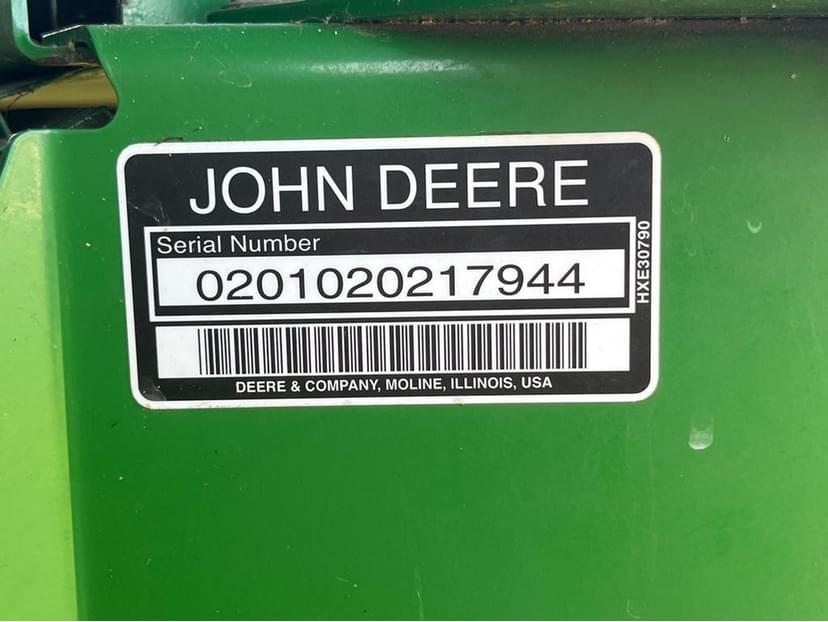 JOHN DEERE
Serial Number
0201020217944
HXE30790
DEERE & COMPANY, MOLINE, ILLINOIS, USA